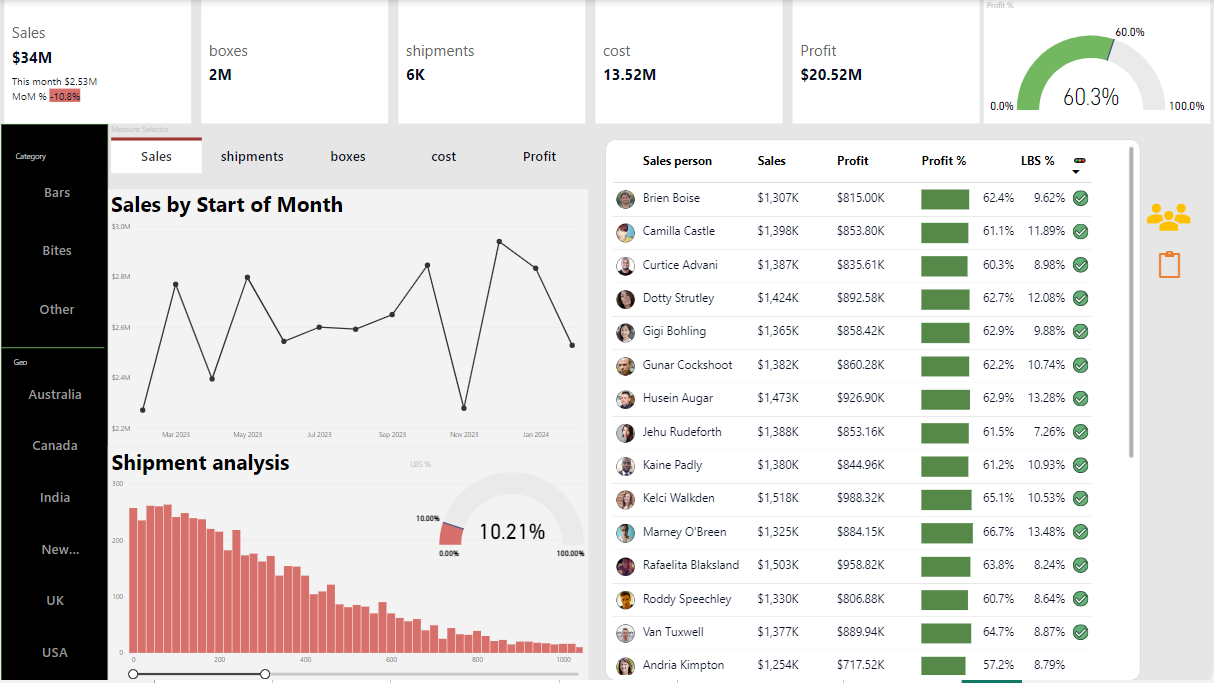 Sales
$34M
This month $2.53M
MoM % -10.8%
boxes
2M
shipments
6K
cost
13.52M
Profit
$20.52M
Profit %
60.0%
0.0%
60.3%
100.0%
Category
Bars
Bites
Other
Geo
Australia
Canada
India
New...
UK
USA
Measure Selector
Sales shipments boxes cost Profit
Sales by Start of Month
$3.0M
$2.8M
$2.6M
$2.4M
$2.2M
Mar 2023 May 2023 Jul 2023 Sep 2023 Nov 2023 Jan 2024
Shipment analysis
300
200
100
0
0 200 400 600 800 1000
LBS %
10.00%
10.21%
0.00%
100.00%
Sales person Sales Profit Profit % LBS %
Brien Boise $1,307K $815.00K 62.4% 9.62%
Camilla Castle $1,398K $853.80K 61.1% 11.89%
Curtice Advani $1,387K $835.61K 60.3% 8.98%
Dotty Strutley $1,424K $892.58K 62.7% 12.08%
Gigi Bohling $1,365K $858.42K 62.9% 9.88%
Gunar Cockshoot $1,382K $860.28K 62.2% 10.74%
Husein Augar $1,473K $926.90K 62.9% 13.28%
Jehu Rudeforth $1,388K $853.16K 61.5% 7.26%
Kaine Padly $1,380K $844.96K 61.2% 10.93%
Kelci Walkden $1,518K $988.32K 65.1% 10.53%
Marney O'Breen $1,325K $884.15K 66.7% 13.48%
Rafaelita Blaksland $1,503K $958.82K 63.8% 8.24%
Roddy Speechley $1,330K $806.88K 60.7% 8.64%
Van Tuxwell $1,377K $889.94K 64.7% 8.87%
Andria Kimpton $1,254K $717.52K 57.2% 8.79%